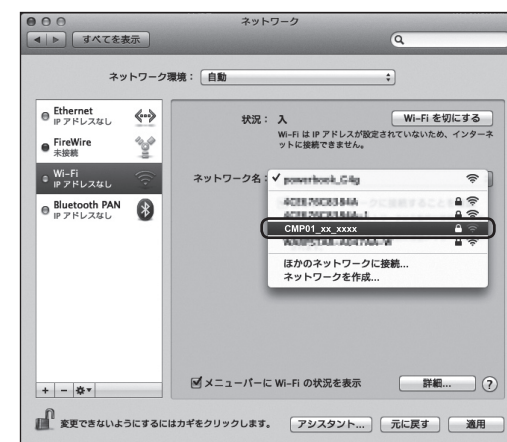 ネットワーク
すべてを表示
ネットワーク環境： 自動
Ethernet
IP アドレスなし
FireWire
未接続
Wi-Fi
IP アドレスなし
Bluetooth PAN
IP アドレスなし
状況： 入
Wi-Fi を切にする
Wi-Fi は IP アドレスが設定されていないため、インターネ
ットに接続できません。
ネットワーク名：
CMP01_xx_xxxx
ほかのネットワークに接続...
ネットワークを作成...
メニューバーに Wi-Fi の状況を表示
詳細...
?
変更できないようにするにはカギをクリックします。
アシスタント...
元に戻す
適用